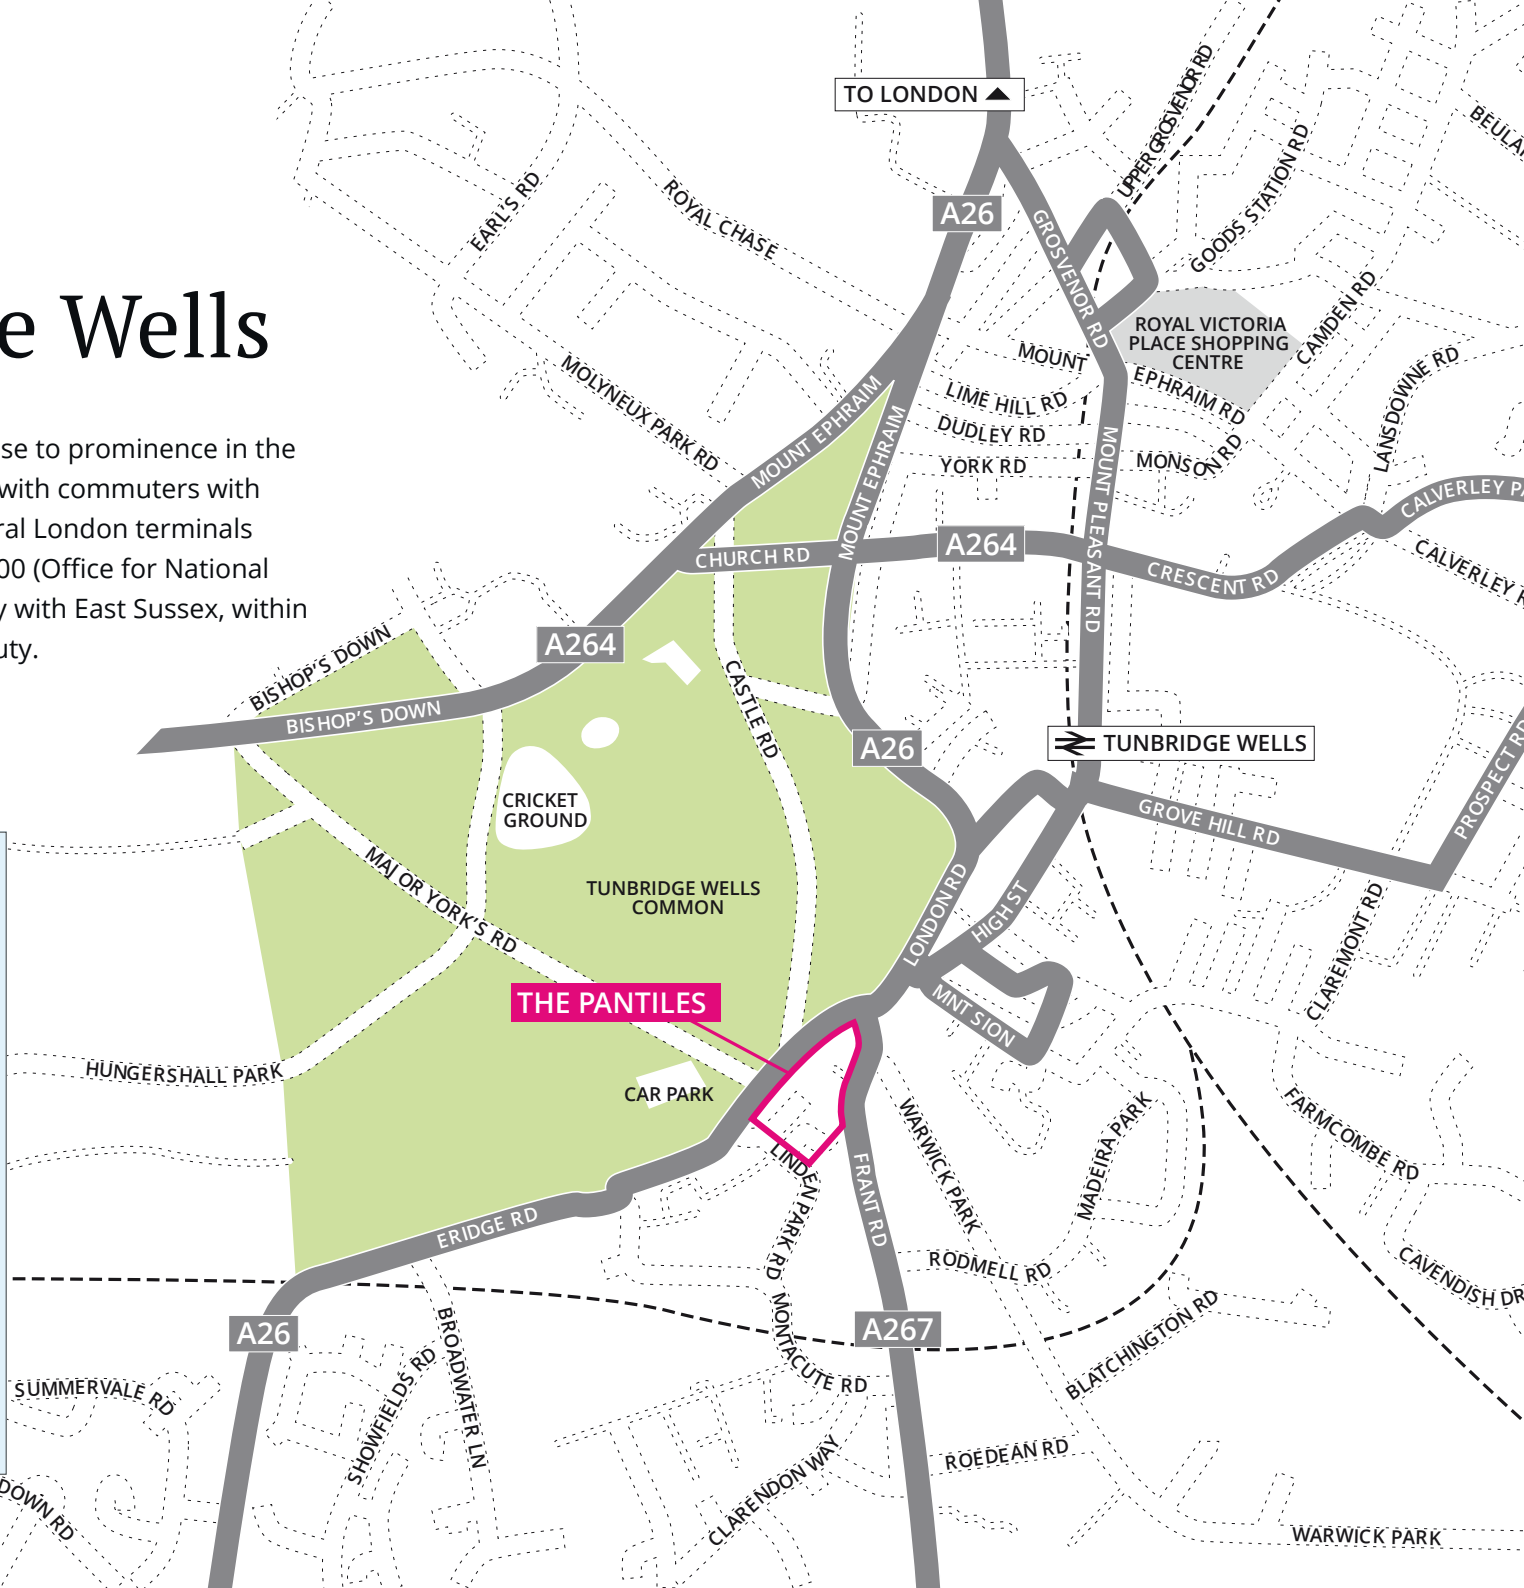 e Wells
se to prominence in the
with commuters with
ral London terminals
00 (Office for National
y with East Sussex, within
uty.
TO LONDON
A26
UPPER GROSVENOR RD
GOODS STATION RD
EARL'S RD
ROYAL CHASE
GROSVENOR RD
ROYAL VICTORIA
PLACE SHOPPING
CENTRE
CAMDEN RD
LANSDOWNE RD
MOUNT
EPHRAIM RD
LIME HILL RD
DUDLEY RD
YORK RD
MONSON RD
MOLYNEUX PARK RD
MOUNT EPHRAIM
MOUNT EPHRAIM
MOUNT PLEASANT RD
CHURCH RD
A264
CRESCENT RD
A264
BISHOP'S DOWN
BISHOP'S DOWN
CASTLE RD
A26
TUNBRIDGE WELLS
GROVE HILL RD
PROSPECT RD
CRICKET
GROUND
MAJOR YORK'S RD
TUNBRIDGE WELLS
COMMON
LONDON RD
HIGH ST
MNT SION
CLAREMONT RD
THE PANTILES
HUNGERSHALL PARK
CAR PARK
LINDEN PARK RD
FRANT RD
WARWICK PARK
MADEIRA PARK
FARMCOMBE RD
ERIDGE RD
RODMELL RD
CAVENDISH DR
A26
A267
BROADWATER LN
MONTACUTE RD
BLATCHINGTON RD
SUMMERVALE RD
SHOWFIELDS RD
CLARENDON WAY
ROEDEAN RD
DOWN RD
WARWICK PARK